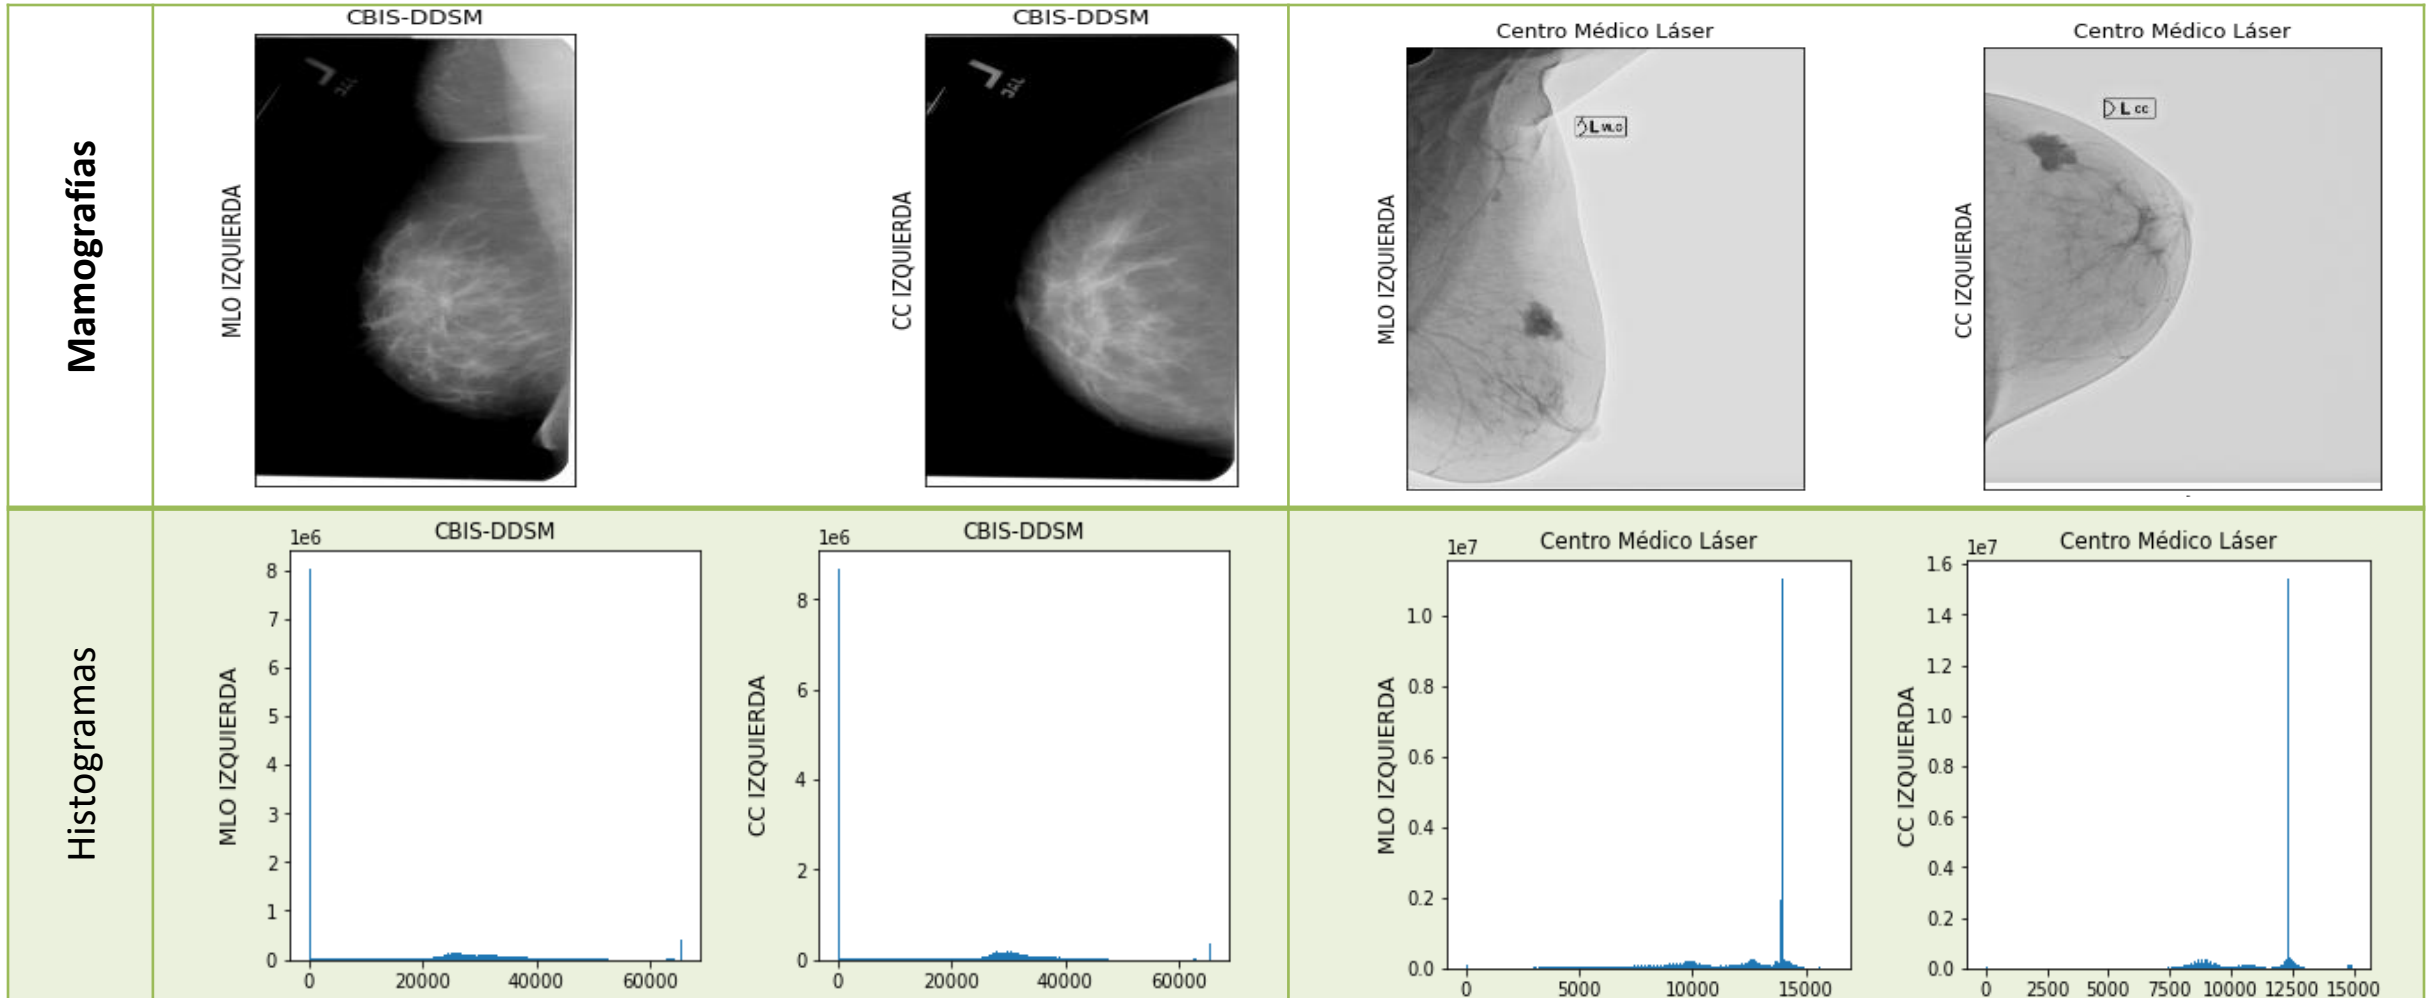 Mamografías
CBIS-DDSM
MLO IZQUIERDA
L
JAL
CBIS-DDSM
CC IZQUIERDA
L
JAL
Centro Médico Láser
MLO IZQUIERDA
L MLO
Centro Médico Láser
CC IZQUIERDA
L CC
Histogramas
CBIS-DDSM
1e6
MLO IZQUIERDA
8
7
6
5
4
3
2
1
0
0 20000 40000 60000
CBIS-DDSM
1e6
CC IZQUIERDA
8
6
4
2
0
0 20000 40000 60000
Centro Médico Láser
1e7
MLO IZQUIERDA
1.0
0.8
0.6
0.4
0.2
0.0
0 5000 10000 15000
Centro Médico Láser
1e7
CC IZQUIERDA
1.6
1.4
1.2
1.0
0.8
0.6
0.4
0.2
0.0
0 2500 5000 7500 10000 12500 15000